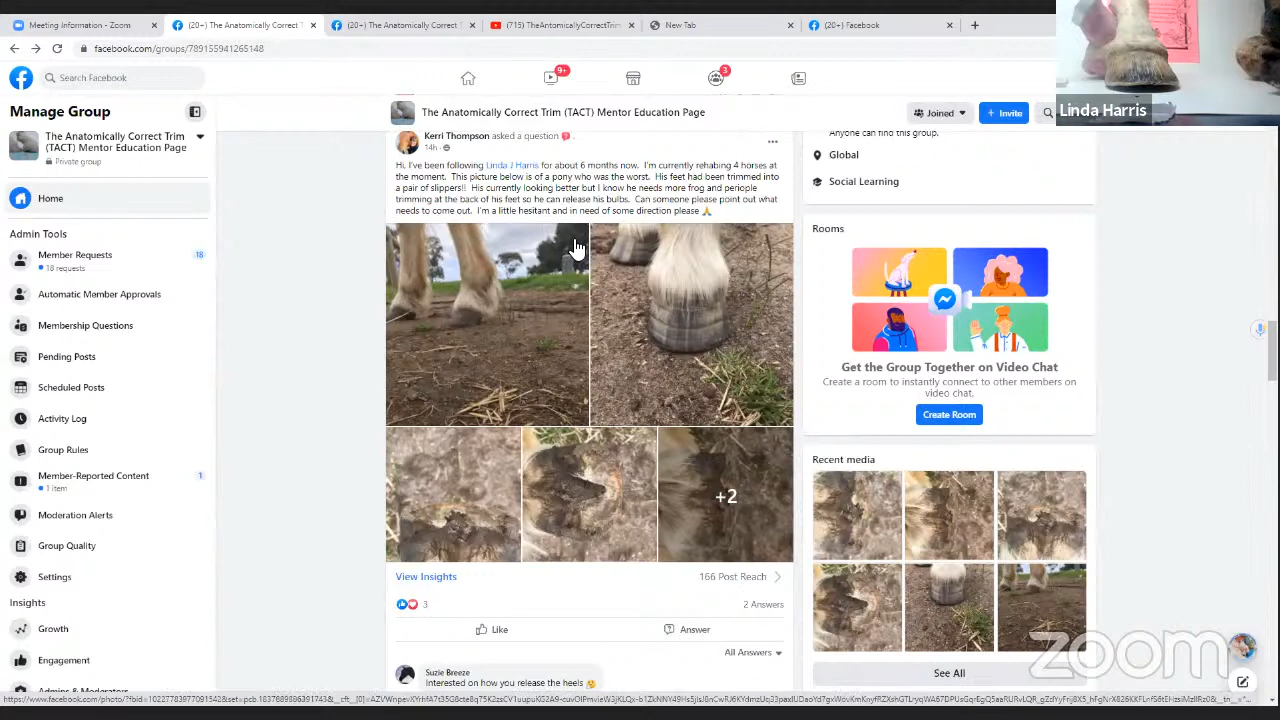 Meeting Information - Zoom
(20+) The Anatomically Correct T
(20+) The Anatomically Correct T
(715) TheAntomicallyCorrectTrim
New Tab
(20+) Facebook
facebook.com/groups/789155941265148
Search Facebook
9+
3
Linda Harris
Manage Group
The Anatomically Correct Trim
(TACT) Mentor Education Page
Private group
Home
Admin Tools
Member Requests
18
18 requests
Automatic Member Approvals
Membership Questions
Pending Posts
Scheduled Posts
Activity Log
Group Rules
Member-Reported Content
1
1 item
Moderation Alerts
Group Quality
Settings
Insights
Growth
Engagement
Admins & Moderators
The Anatomically Correct Trim (TACT) Mentor Education Page
Joined
+ Invite
Kerri Thompson asked a question
14h
Hi, I've been following Linda J Harris for about 6 months now. I'm currently rehabing 4 horses at
the moment. This picture below is of a pony who was the worst. His feet had been trimmed into
a pair of slippers!! His currently looking better but I know he needs more frog and periople
trimming at the back of his feet so he can release his bulbs. Can someone please point out what
needs to come out. I'm a little hesitant and in need of some direction please
+2
View Insights
166 Post Reach
3
2 Answers
Like
Answer
All Answers
Suzie Breeze
Interested on how you release the heels
Anyone can find this group.
Global
Social Learning
Rooms
Get the Group Together on Video Chat
Create a room to instantly connect to other members on
video chat.
Create Room
Recent media
See All
zoom